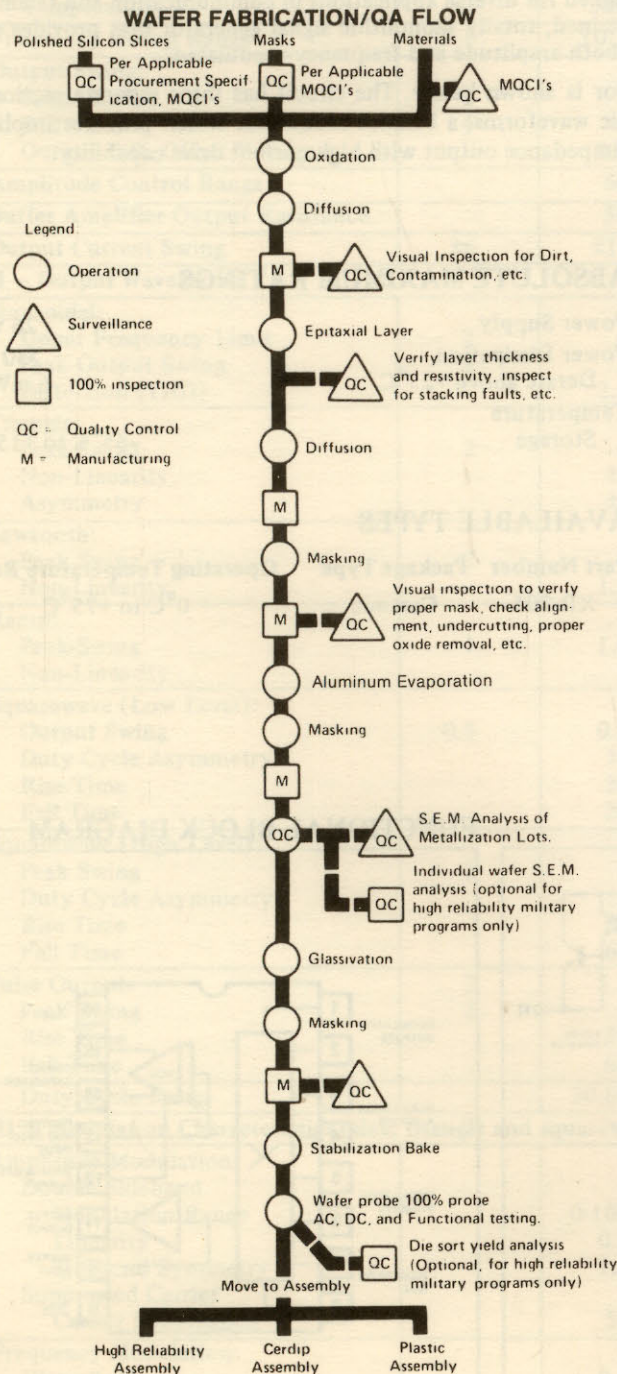 WAFER FABRICATION/QA FLOW
Polished Silicon Slices
Masks
Materials
QC
Per Applicable
Procurement Specif
ication, MQCI's
QC
Per Applicable
MQCI's
QC
MQCI's
Oxidation
Diffusion
Legend
Operation
Surveillance
100% inspection
QC = Quality Control
M = Manufacturing
M
QC
Visual Inspection for Dirt,
Contamination, etc.
Epitaxial Layer
QC
Verify layer thickness
and resistivity, inspect
for stacking faults, etc.
Diffusion
M
Masking
M
QC
Visual inspection to verify
proper mask, check align-
ment, undercutting, proper
oxide removal, etc.
Aluminum Evaporation
Masking
M
QC
QC
S.E.M. Analysis of
Metallization Lots.
QC
Individual wafer S.E.M.
analysis (optional for
high reliability military
programs only)
Glassivation
Masking
M
QC
Stabilization Bake
Wafer probe 100% probe
AC, DC, and Functional testing.
QC
Die sort yield analysis
(Optional, for high reliability
military programs only)
Move to Assembly
High Reliability
Assembly
Cerdip
Assembly
Plastic
Assembly